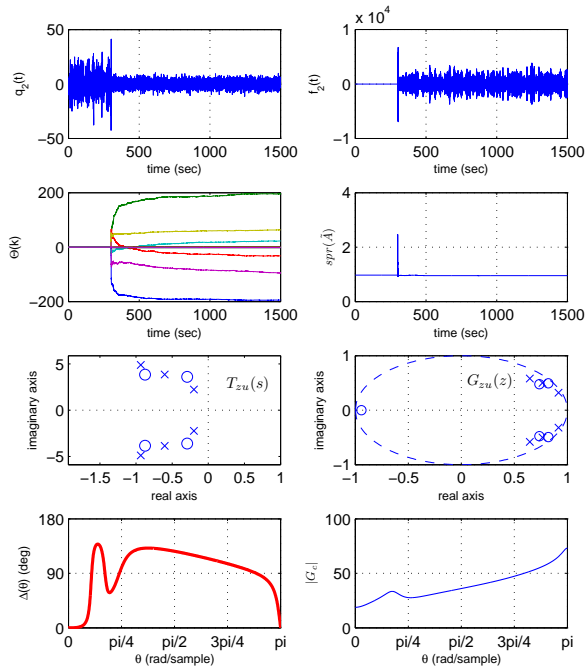 50
0
−50
q₂(t)
0 500 1000 1500
time (sec)
x 10⁴
1
0
−1
f₂(t)
0 500 1000 1500
time (sec)
200
0
−200
Θ(k)
0 500 1000 1500
time (sec)
4
2
0
spr(Ã)
0 500 1000 1500
time (sec)
5
0
−5
imaginary axis
T_zu(s)
−1.5 −1 −0.5 0 0.5 1
real axis
1
0.5
0
−0.5
−1
imaginary axis
G_zu(z)
−1 −0.5 0 0.5 1
real axis
180
90
0
Δ(θ) (deg)
0 pi/4 pi/2 3pi/4 pi
θ (rad/sample)
100
50
0
|G_c|
0 pi/4 pi/2 3pi/4 pi
θ (rad/sample)